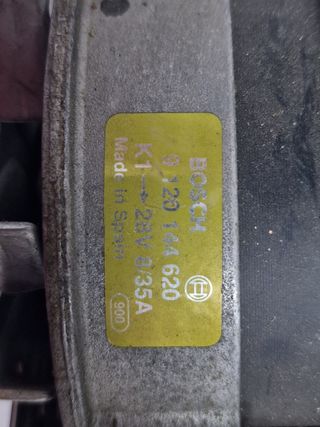 BOSCH
0 120 144 620
K1→28V 8/35A
Made in Spain
900